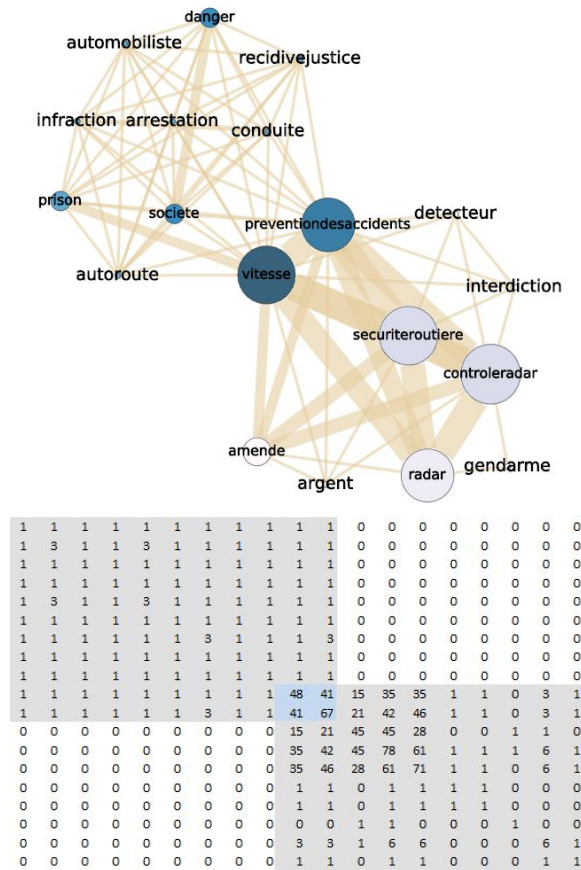 danger
automobiliste
recidivejustice
infraction arrestation conduite
prison
societe
preventiondesaccidents
detecteur
autoroute
vitesse
interdiction
securiteroutiere
controleradar
amende
argent
radar
gendarme
1 1 1 1 1 1 1 1 1 1 1 0 0 0 0 0 0 0 0
1 3 1 1 3 1 1 1 1 1 1 0 0 0 0 0 0 0 0
1 1 1 1 1 1 1 1 1 1 1 0 0 0 0 0 0 0 0
1 1 1 1 1 1 1 1 1 1 1 0 0 0 0 0 0 0 0
1 3 1 1 3 1 1 1 1 1 1 0 0 0 0 0 0 0 0
1 1 1 1 1 1 1 1 1 1 1 0 0 0 0 0 0 0 0
1 1 1 1 1 1 3 1 1 1 3 0 0 0 0 0 0 0 0
1 1 1 1 1 1 1 1 1 1 1 0 0 0 0 0 0 0 0
1 1 1 1 1 1 1 1 1 1 1 0 0 0 0 0 0 0 0
1 1 1 1 1 1 1 1 1 48 41 15 35 35 1 1 0 3 1
1 1 1 1 1 1 3 1 1 41 67 21 42 46 1 1 0 3 1
0 0 0 0 0 0 0 0 0 15 21 45 45 28 0 0 1 1 0
0 0 0 0 0 0 0 0 0 35 42 45 78 61 1 1 1 6 1
0 0 0 0 0 0 0 0 0 35 46 28 61 71 1 1 0 6 1
0 0 0 0 0 0 0 0 0 1 1 0 1 1 1 1 0 0 0
0 0 0 0 0 0 0 0 0 1 1 0 1 1 1 1 0 0 0
0 0 0 0 0 0 0 0 0 0 0 1 1 0 0 0 1 0 0
0 0 0 0 0 0 0 0 0 3 3 1 6 6 0 0 0 6 1
0 0 0 0 0 0 0 0 0 1 1 0 1 1 0 0 0 1 1